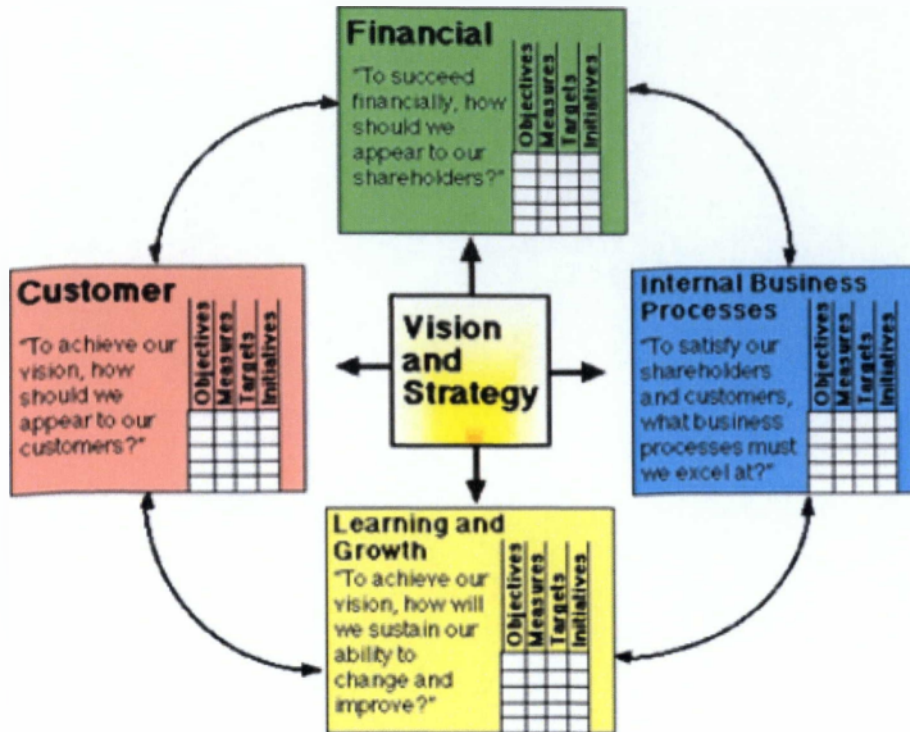 Financial
"To succeed
financially, how
should we
appear to our
shareholders?"
Objectives
Measures
Targets
Initiatives
Customer
"To achieve our
vision, how
should we
appear to our
customers?"
Objectives
Measures
Targets
Initiatives
Vision
and
Strategy
Internal Business
Processes
"To satisfy our
shareholders
and customers,
what business
processes must
we excel at?"
Objectives
Measures
Targets
Initiatives
Learning and
Growth
"To achieve our
vision, how will
we sustain our
ability to
change and
improve?"
Objectives
Measures
Targets
Initiatives